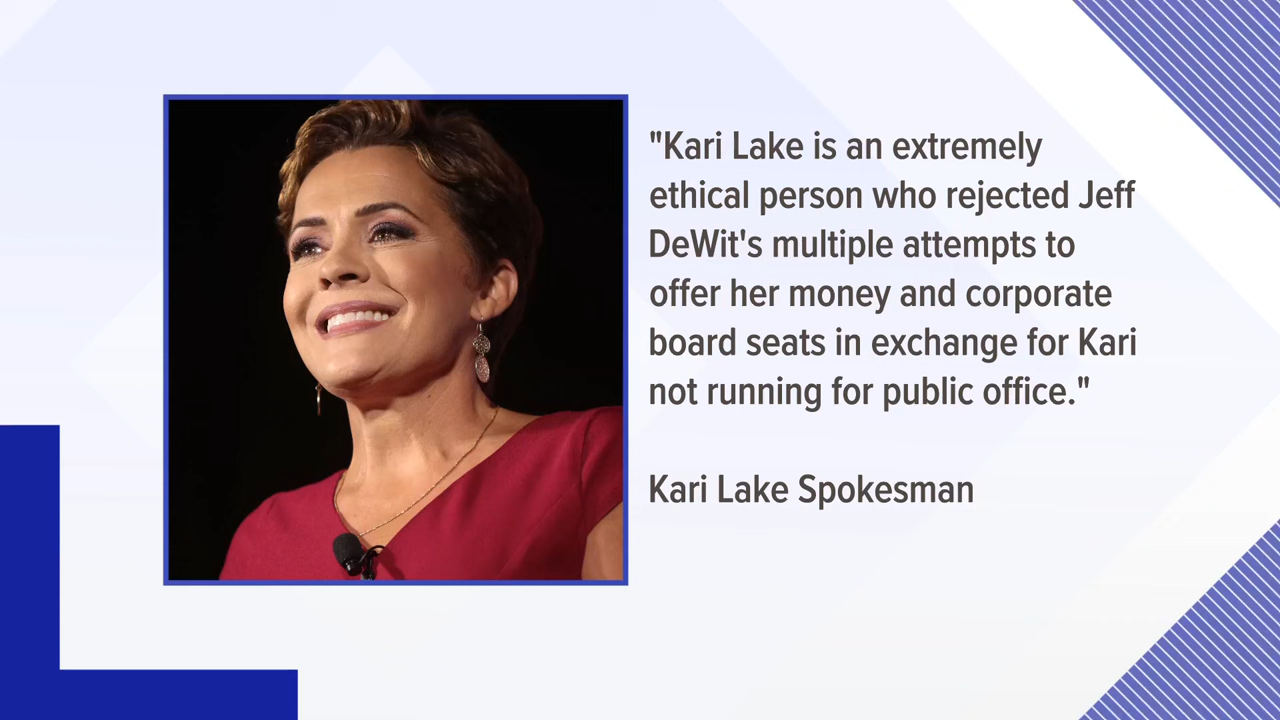 "Kari Lake is an extremely
ethical person who rejected Jeff
DeWit's multiple attempts to
offer her money and corporate
board seats in exchange for Kari
not running for public office."
Kari Lake Spokesman